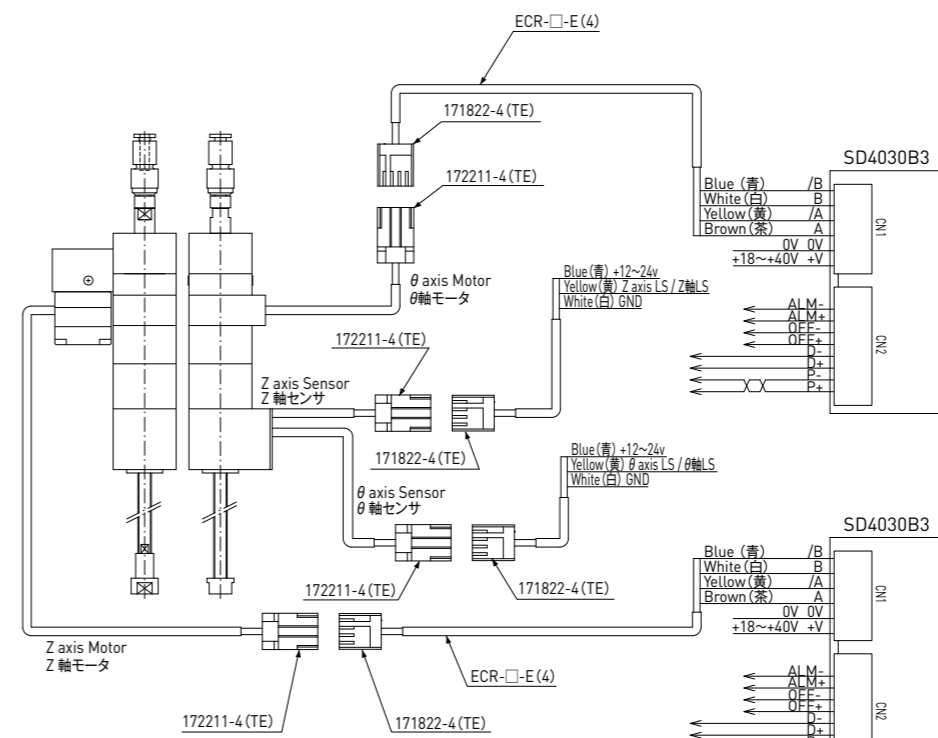 ECR-□-E(4)
171822-4(TE)
172211-4(TE)
SD4030B3
Blue (青) /B
White(白) B
Yellow(黄) /A
Brown(茶) A
0V 0V
+18~+40V +V
CN1
θ axis Motor
θ軸モータ
Blue(青) +12~24v
Yellow(黄) Z axis LS / Z軸LS
White(白) GND
ALM-
ALM+
OFF-
OFF+
D-
D+
P-
P+
CN2
172211-4(TE)
Z axis Sensor
Z 軸センサ
171822-4(TE)
Blue(青) +12~24v
Yellow(黄) θ axis LS / θ軸LS
White(白) GND
θ axis Sensor
θ 軸センサ
172211-4(TE)
171822-4(TE)
SD4030B3
Blue (青) /B
White(白) B
Yellow(黄) /A
Brown(茶) A
0V 0V
+18~+40V +V
CN1
Z axis Motor
Z 軸モータ
ECR-□-E(4)
172211-4(TE)
171822-4(TE)
ALM-
ALM+
OFF-
OFF+
D-
D+
CN2